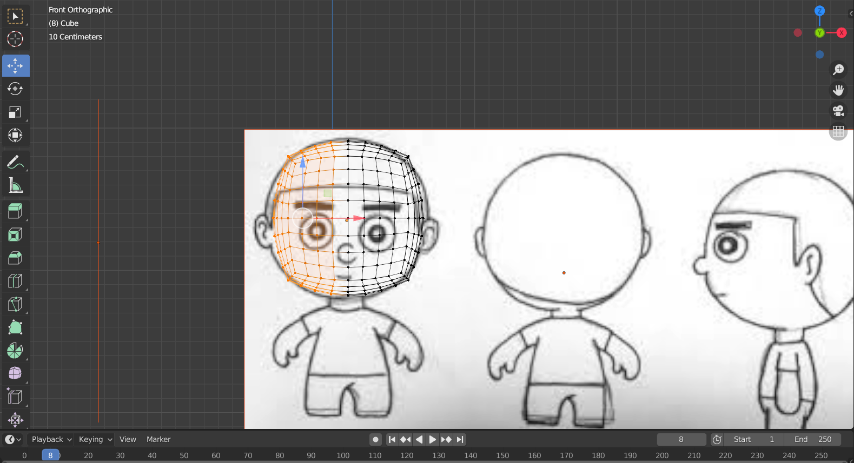 Front Orthographic
(8) Cube
10 Centimeters
Z
Y
X
Playback Keying View Marker 8 Start 1 End 250
0 8 20 30 40 50 60 70 80 90 100 110 120 130 140 150 160 170 180 190 200 210 220 230 240 250